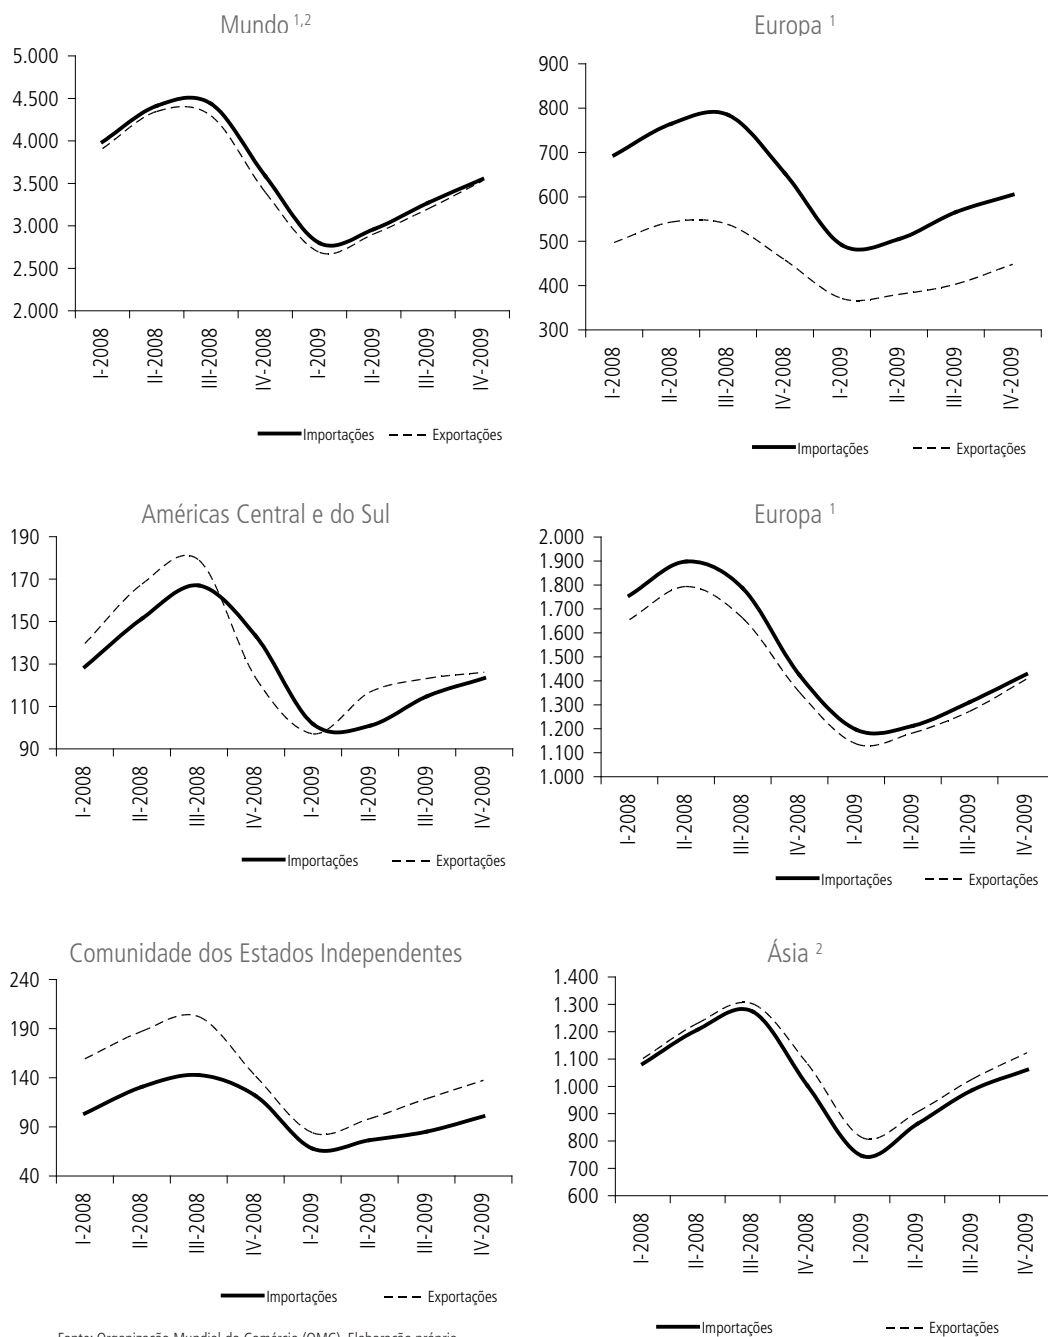 Mundo 1,2
5.000
4.500
4.000
3.500
3.000
2.500
2.000
I-2008
II-2008
III-2008
IV-2008
I-2009
II-2009
III-2009
IV-2009
Importações Exportações
Europa 1
900
800
700
600
500
400
300
I-2008
II-2008
III-2008
IV-2008
I-2009
II-2009
III-2009
IV-2009
Importações Exportações
Américas Central e do Sul
190
170
150
130
110
90
I-2008
II-2008
III-2008
IV-2008
I-2009
II-2009
III-2009
IV-2009
Importações Exportações
Europa 1
2.000
1.900
1.800
1.700
1.600
1.500
1.400
1.300
1.200
1.100
1.000
I-2008
II-2008
III-2008
IV-2008
I-2009
II-2009
III-2009
IV-2009
Importações Exportações
Comunidade dos Estados Independentes
240
190
140
90
40
I-2008
II-2008
III-2008
IV-2008
I-2009
II-2009
III-2009
IV-2009
Importações Exportações
Ásia 2
1.400
1.300
1.200
1.100
1.000
900
800
700
600
I-2008
II-2008
III-2008
IV-2008
I-2009
II-2009
III-2009
IV-2009
Importações Exportações
Fonte: Organização Mundial do Comércio (OMC). Elaboração própria